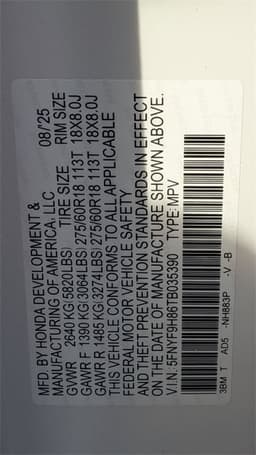 MFD. BY HONDA DEVELOPMENT &
MANUFACTURING OF AMERICA, LLC 08/25
GVWR 2640 KG(5820LBS) TIRE SIZE RIM SIZE
GAWR F 1390 KG(3064LBS) 275/60R18 113T 18X8.0J
GAWR R 1485 KG(3274LBS) 275/60R18 113T 18X8.0J
THIS VEHICLE CONFORMS TO ALL APPLICABLE
FEDERAL MOTOR VEHICLE SAFETY
AND THEFT PREVENTION STANDARDS IN EFFECT
ON THE DATE OF MANUFACTURE SHOWN ABOVE.
V.I.N. 5FNYF9H86TB035390 TYPE:MPV
3BM T AD5 -NH883P -V -B